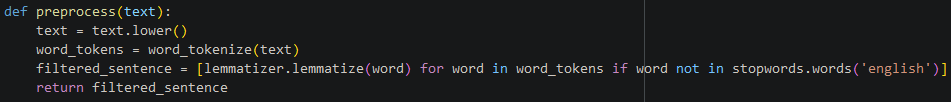 def preprocess(text):
    text = text.lower()
    word_tokens = word_tokenize(text)
    filtered_sentence = [lemmatizer.lemmatize(word) for word in word_tokens if word not in stopwords.words('english')]
    return filtered_sentence